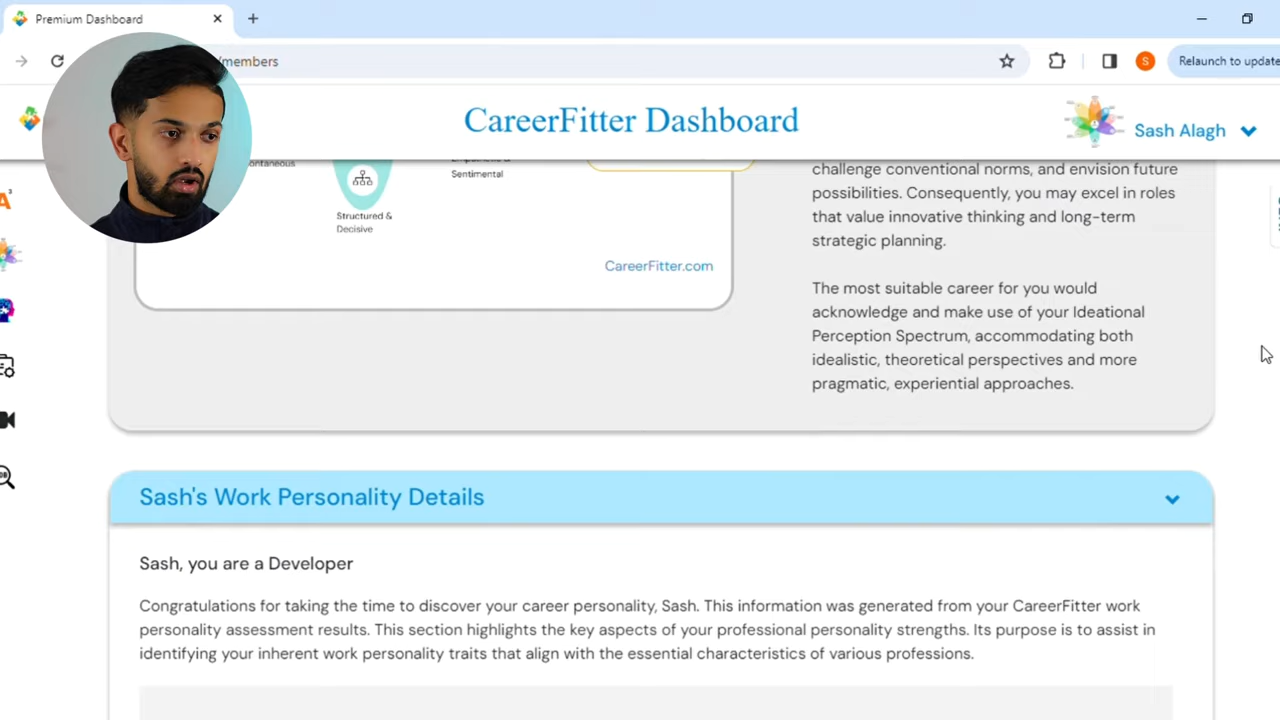 Premium Dashboard
/members
Relaunch to update
CareerFitter Dashboard
Sash Alagh
Sentimental
Structured &
Decisive
CareerFitter.com
challenge conventional norms, and envision future
possibilities. Consequently, you may excel in roles
that value innovative thinking and long-term
strategic planning.
The most suitable career for you would
acknowledge and make use of your Ideational
Perception Spectrum, accommodating both
idealistic, theoretical perspectives and more
pragmatic, experiential approaches.
Sash's Work Personality Details
Sash, you are a Developer
Congratulations for taking the time to discover your career personality, Sash. This information was generated from your CareerFitter work
personality assessment results. This section highlights the key aspects of your professional personality strengths. Its purpose is to assist in
identifying your inherent work personality traits that align with the essential characteristics of various professions.